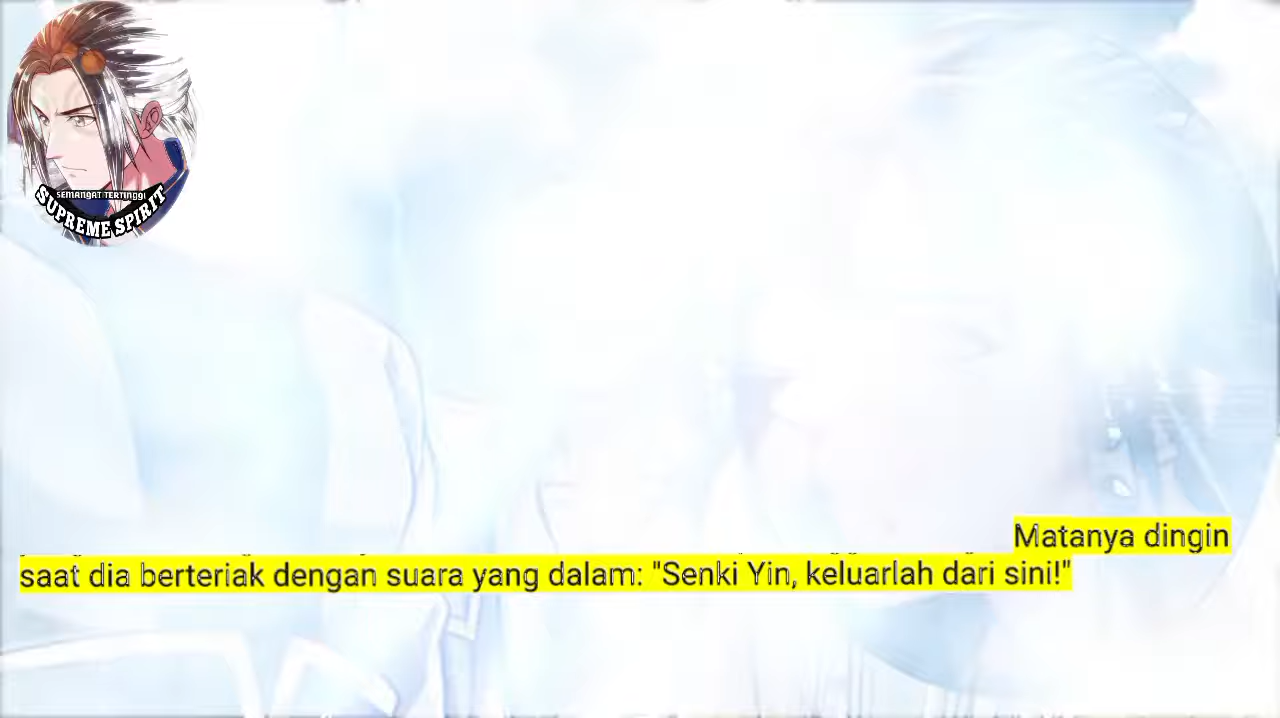 SEMANGAT TERTINGGI
SUPREME SPIRIT
Matanya dingin
saat dia berteriak dengan suara yang dalam: "Senki Yin, keluarlah dari sini!"